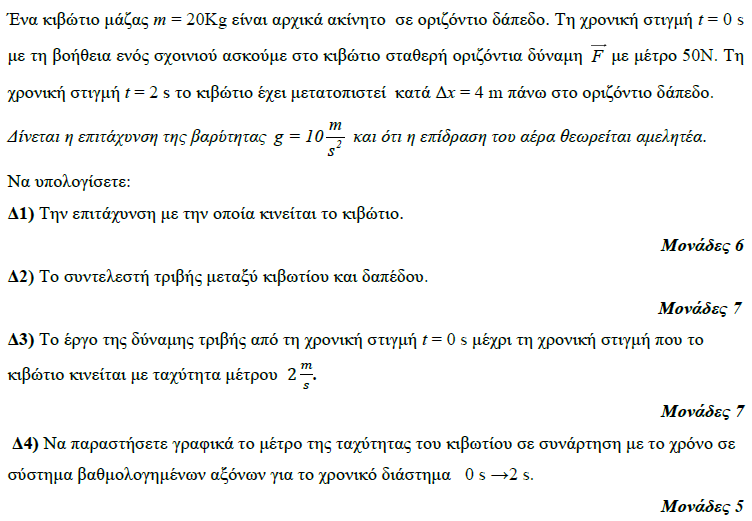 Ένα κιβώτιο μάζας m = 20Kg είναι αρχικά ακίνητο σε οριζόντιο δάπεδο. Τη χρονική στιγμή t = 0 s
με τη βοήθεια ενός σχοινιού ασκούμε στο κιβώτιο σταθερή οριζόντια δύναμη F⃗ με μέτρο 50N. Τη
χρονική στιγμή t = 2 s το κιβώτιο έχει μετατοπιστεί κατά Δx = 4 m πάνω στο οριζόντιο δάπεδο.
Δίνεται η επιτάχυνση της βαρύτητας g = 10 m/s² και ότι η επίδραση του αέρα θεωρείται αμελητέα.
Να υπολογίσετε:
Δ1) Την επιτάχυνση με την οποία κινείται το κιβώτιο.
Μονάδες 6
Δ2) Το συντελεστή τριβής μεταξύ κιβωτίου και δαπέδου.
Μονάδες 7
Δ3) Το έργο της δύναμης τριβής από τη χρονική στιγμή t = 0 s μέχρι τη χρονική στιγμή που το
κιβώτιο κινείται με ταχύτητα μέτρου 2 m/s.
Μονάδες 7
Δ4) Να παραστήσετε γραφικά το μέτρο της ταχύτητας του κιβωτίου σε συνάρτηση με το χρόνο σε
σύστημα βαθμολογημένων αξόνων για το χρονικό διάστημα 0 s →2 s.
Μονάδες 5